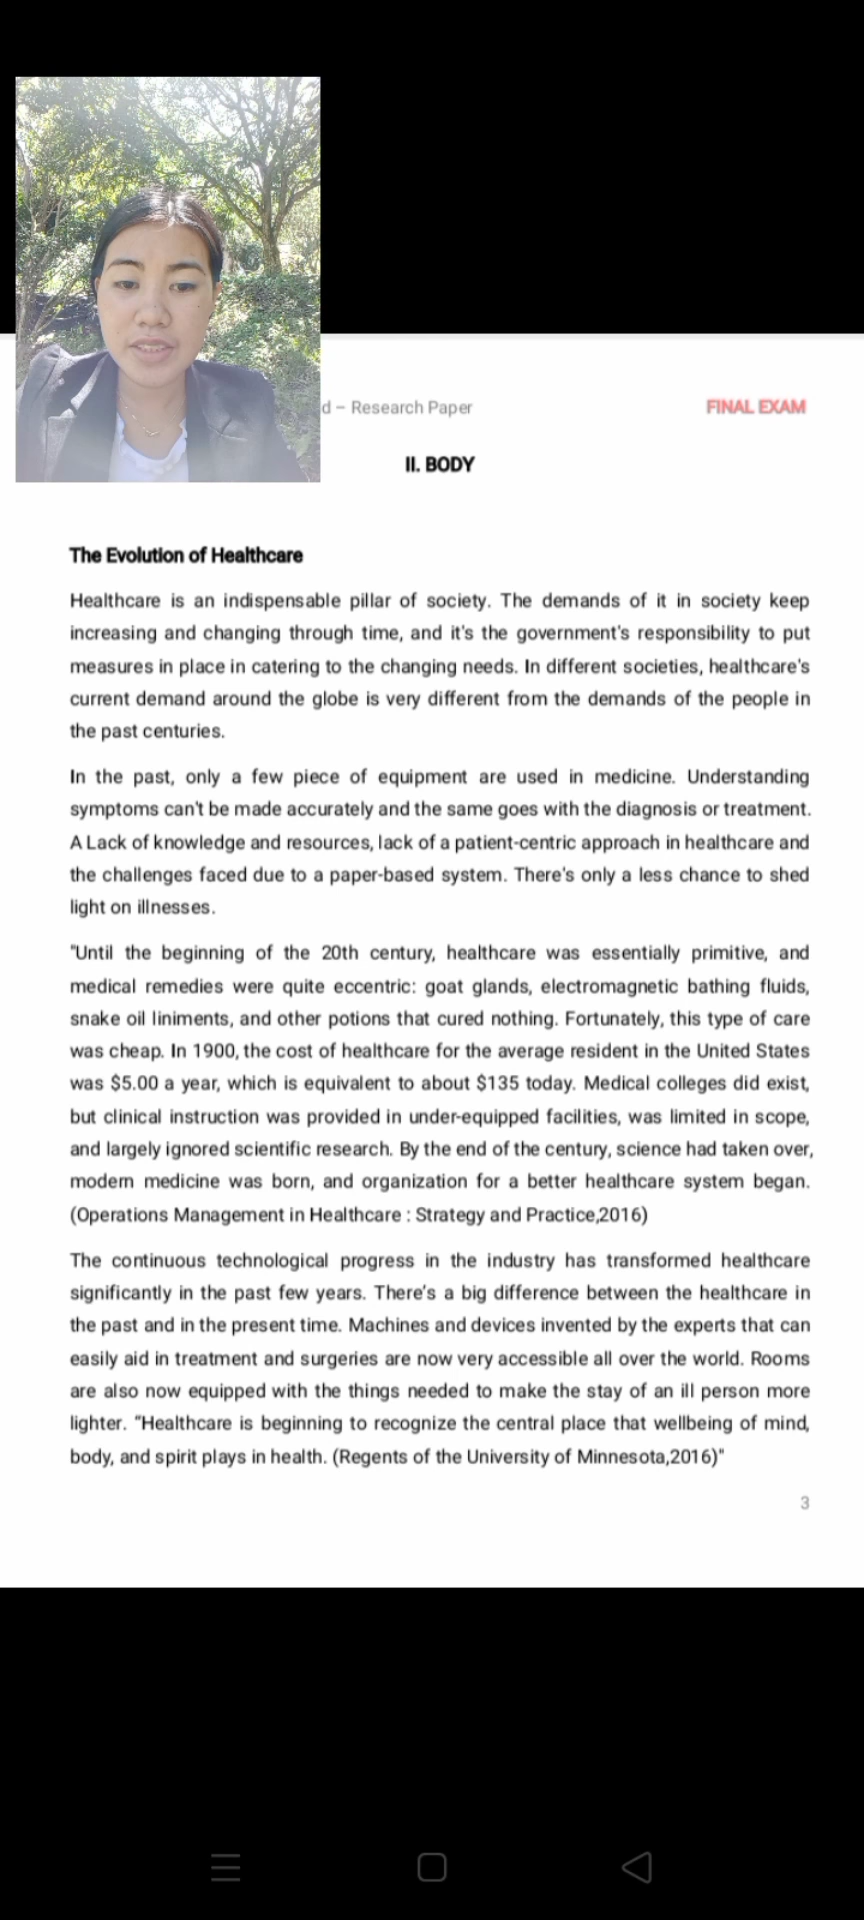 d – Research Paper
FINAL EXAM
II. BODY
The Evolution of Healthcare
Healthcare is an indispensable pillar of society. The demands of it in society keep
increasing and changing through time, and it's the government's responsibility to put
measures in place in catering to the changing needs. In different societies, healthcare's
current demand around the globe is very different from the demands of the people in
the past centuries.
In the past, only a few piece of equipment are used in medicine. Understanding
symptoms can't be made accurately and the same goes with the diagnosis or treatment.
A Lack of knowledge and resources, lack of a patient-centric approach in healthcare and
the challenges faced due to a paper-based system. There's only a less chance to shed
light on illnesses.
"Until the beginning of the 20th century, healthcare was essentially primitive, and
medical remedies were quite eccentric: goat glands, electromagnetic bathing fluids,
snake oil liniments, and other potions that cured nothing. Fortunately, this type of care
was cheap. In 1900, the cost of healthcare for the average resident in the United States
was $5.00 a year, which is equivalent to about $135 today. Medical colleges did exist,
but clinical instruction was provided in under-equipped facilities, was limited in scope,
and largely ignored scientific research. By the end of the century, science had taken over,
modern medicine was born, and organization for a better healthcare system began.
(Operations Management in Healthcare : Strategy and Practice,2016)
The continuous technological progress in the industry has transformed healthcare
significantly in the past few years. There's a big difference between the healthcare in
the past and in the present time. Machines and devices invented by the experts that can
easily aid in treatment and surgeries are now very accessible all over the world. Rooms
are also now equipped with the things needed to make the stay of an ill person more
lighter. "Healthcare is beginning to recognize the central place that wellbeing of mind,
body, and spirit plays in health. (Regents of the University of Minnesota,2016)"
3